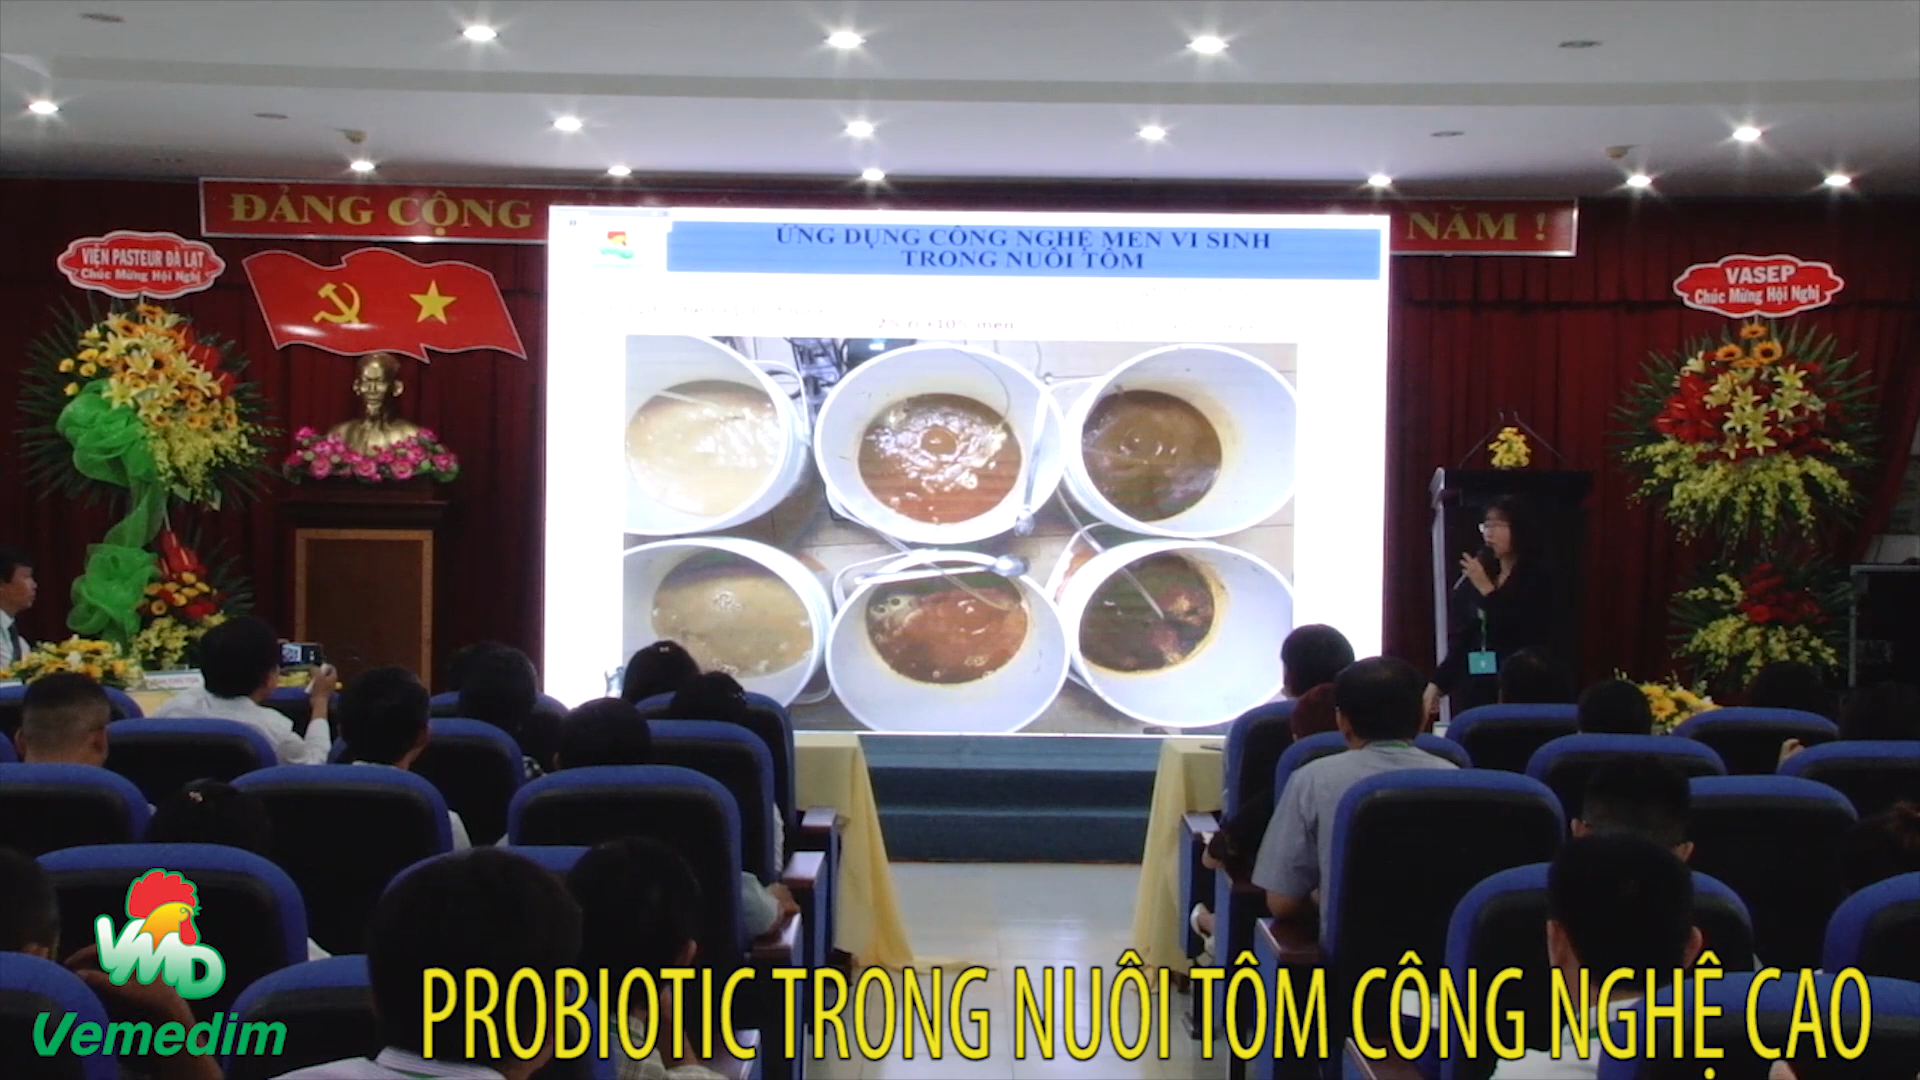 ĐẢNG CỘNG
NĂM !
VIỆN PASTEUR ĐÀ LẠT
Chúc Mừng Hội Nghị
VASEP
Chúc Mừng Hội Nghị
ỨNG DỤNG CÔNG NGHỆ MEN VI SINH
TRONG NUÔI TÔM
men
VMD
Vemedim
PROBIOTIC TRONG NUÔI TÔM CÔNG NGHỆ CAO